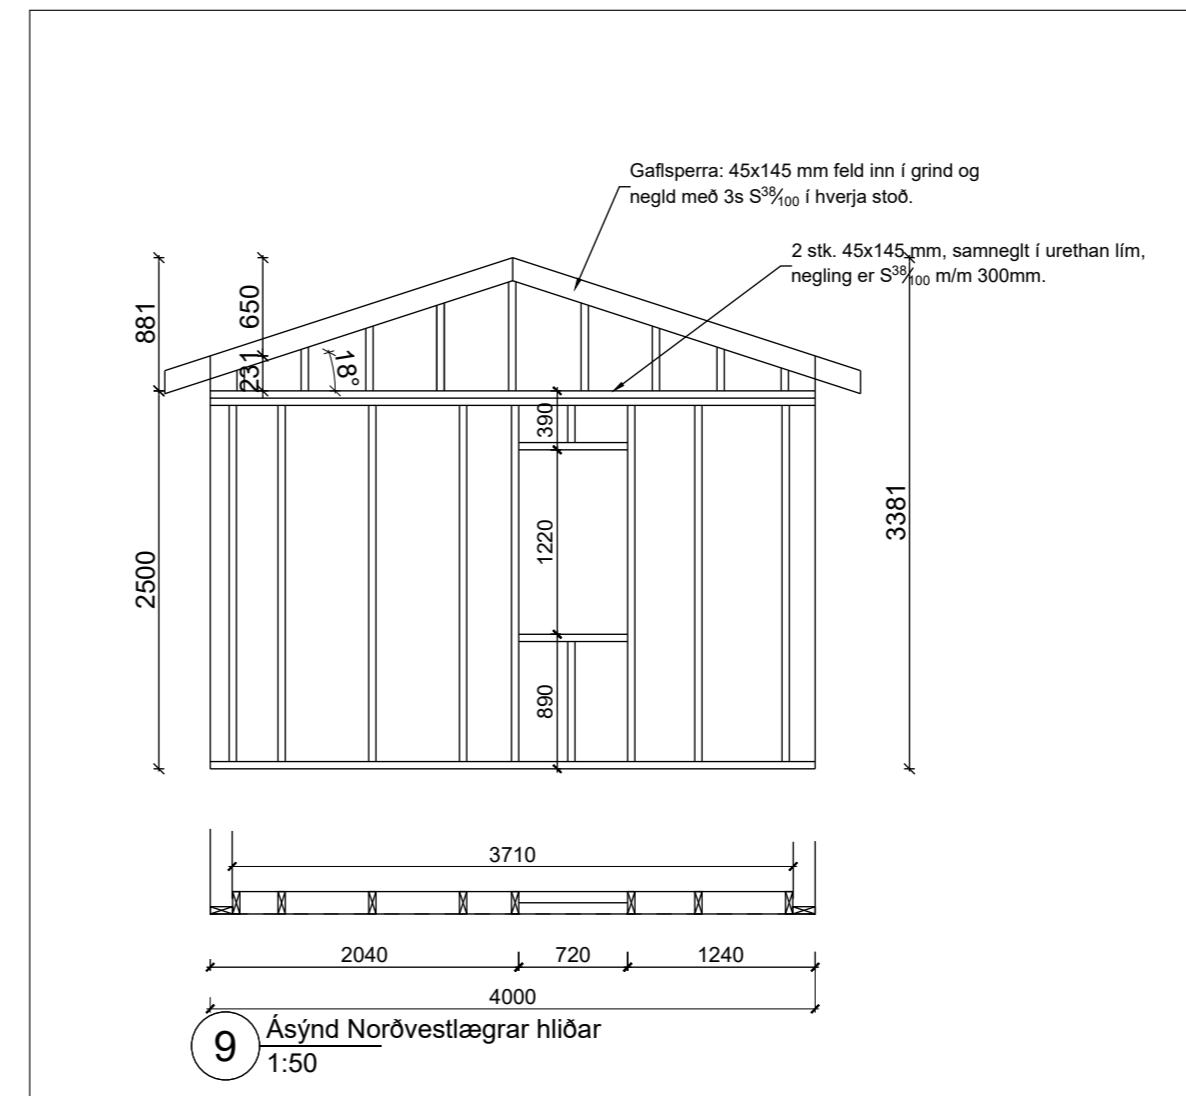 Gaflsperra: 45x145 mm feld inn í grind og
negld með 3s S38/100 í hverja stoð.
2 stk. 45x145 mm, samneglt í urethan lím,
negling er S38/100 m/m 300mm.
881
650
231
18°
390
1220
890
2500
3381
3710
2040 720 1240
4000
9 Ásýnd Norðvestlægrar hliðar
1:50